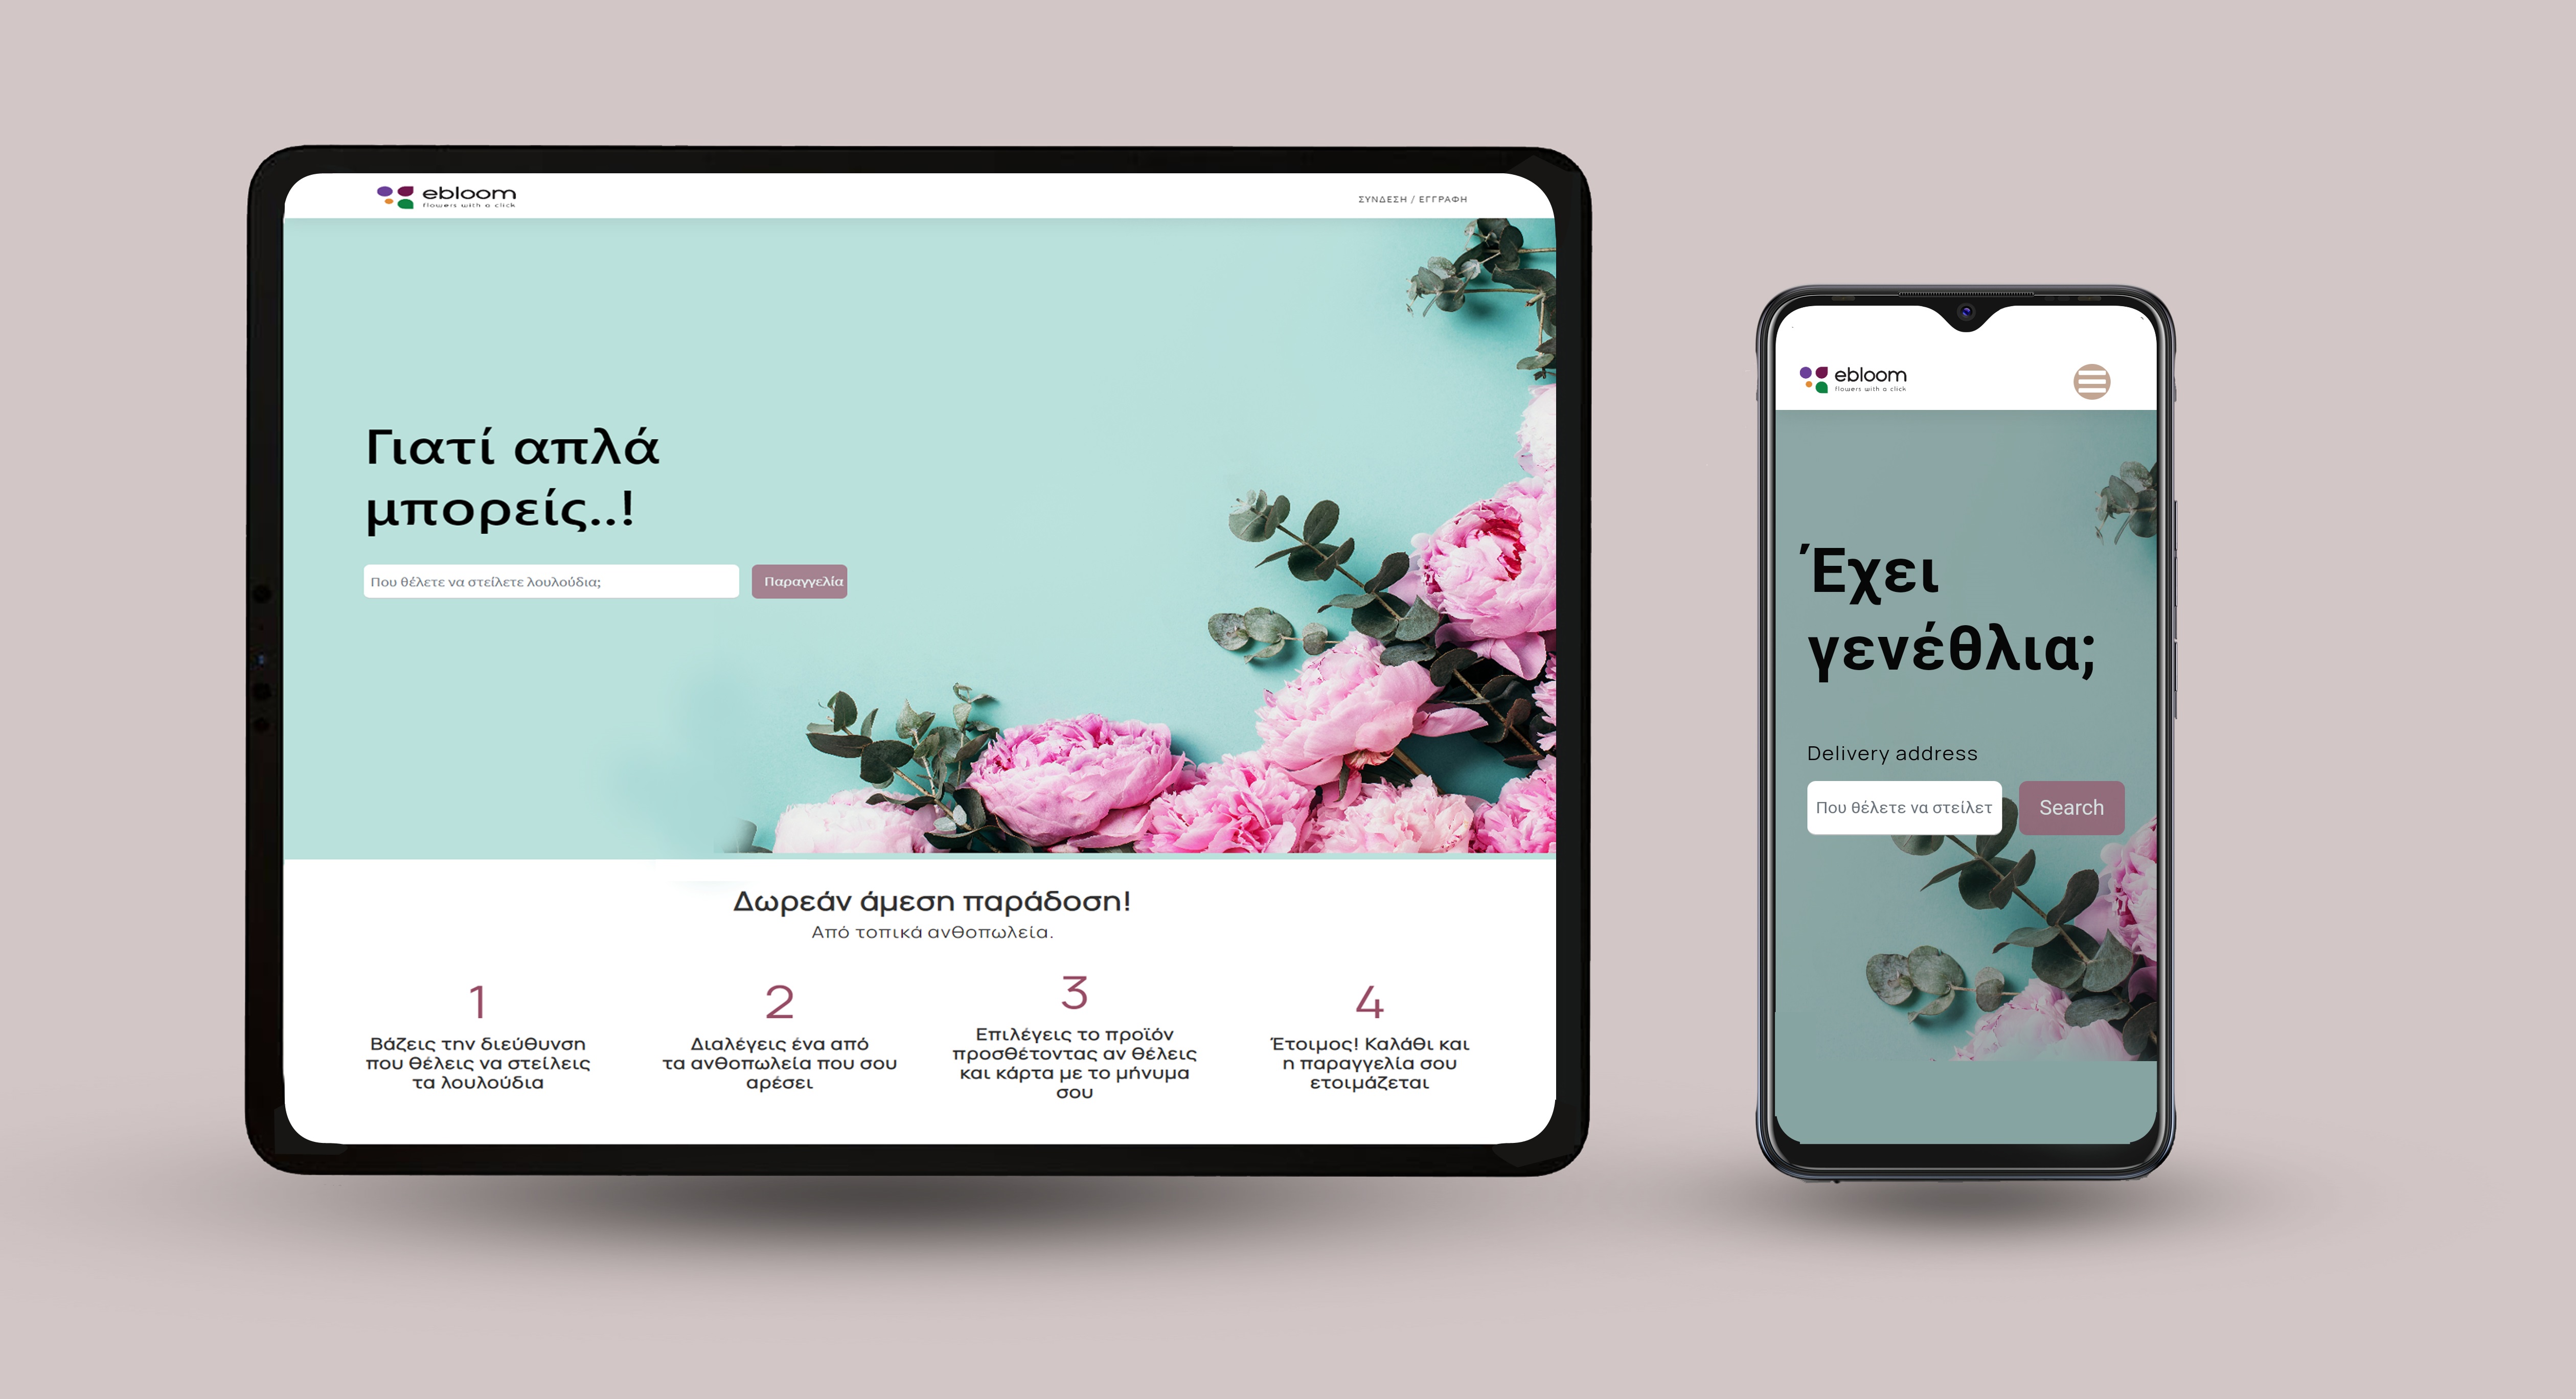 ebloom
flowers with a click
ΣΥΝΔΕΣΗ / ΕΓΓΡΑΦΗ
Γιατί απλά
μπορείς..!
Που θέλετε να στείλετε λουλούδια;
Παραγγελία
Δωρεάν άμεση παράδοση!
Από τοπικά ανθοπωλεία.
1
Βάζεις την διεύθυνση
που θέλεις να στείλεις
τα λουλούδια
2
Διαλέγεις ένα από
τα ανθοπωλεία που σου
αρέσει
3
Επιλέγεις το προϊόν
προσθέτοντας αν θέλεις
και κάρτα με το μήνυμα
σου
4
Έτοιμος! Καλάθι και
η παραγγελία σου
ετοιμάζεται
ebloom
flowers with a click
Έχει
γενέθλια;
Delivery address
Που θέλετε να στείλετ
Search